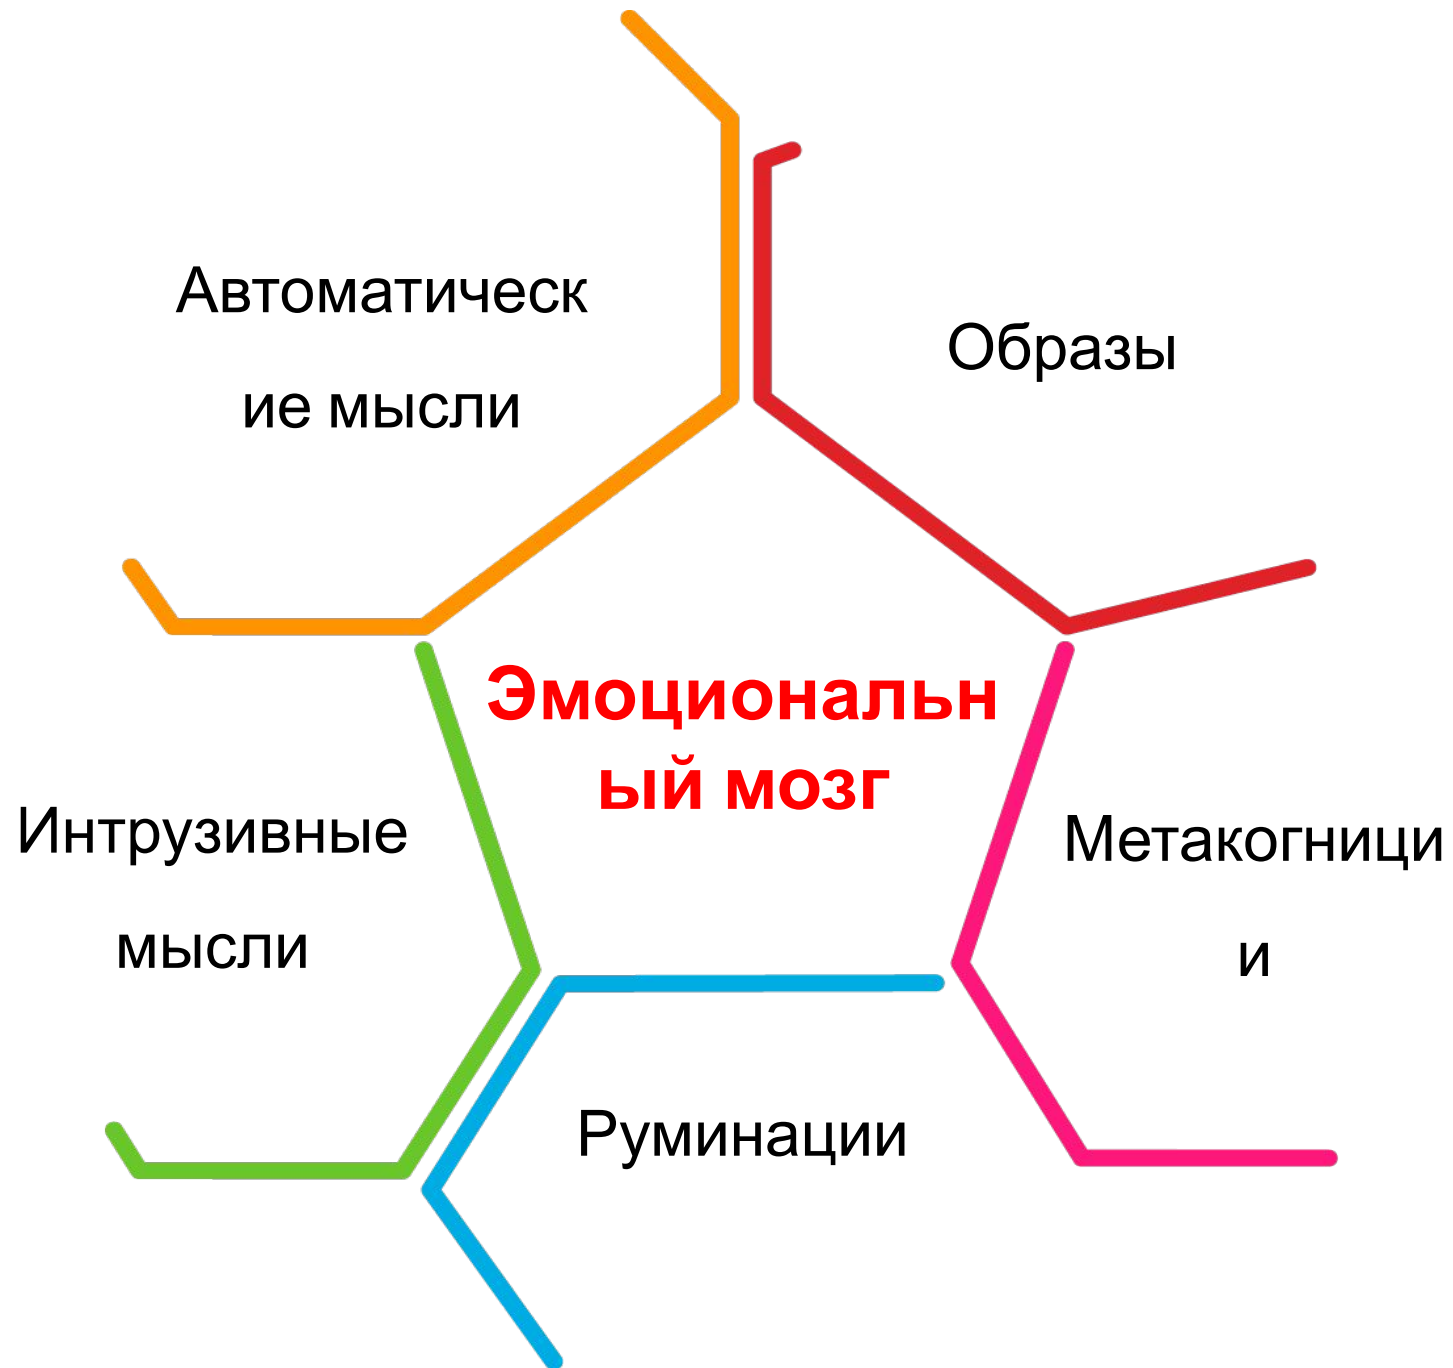 Автоматическ
ие мысли
Образы
Эмоциональн
ый мозг
Интрузивные
мысли
Метакогници
и
Руминации